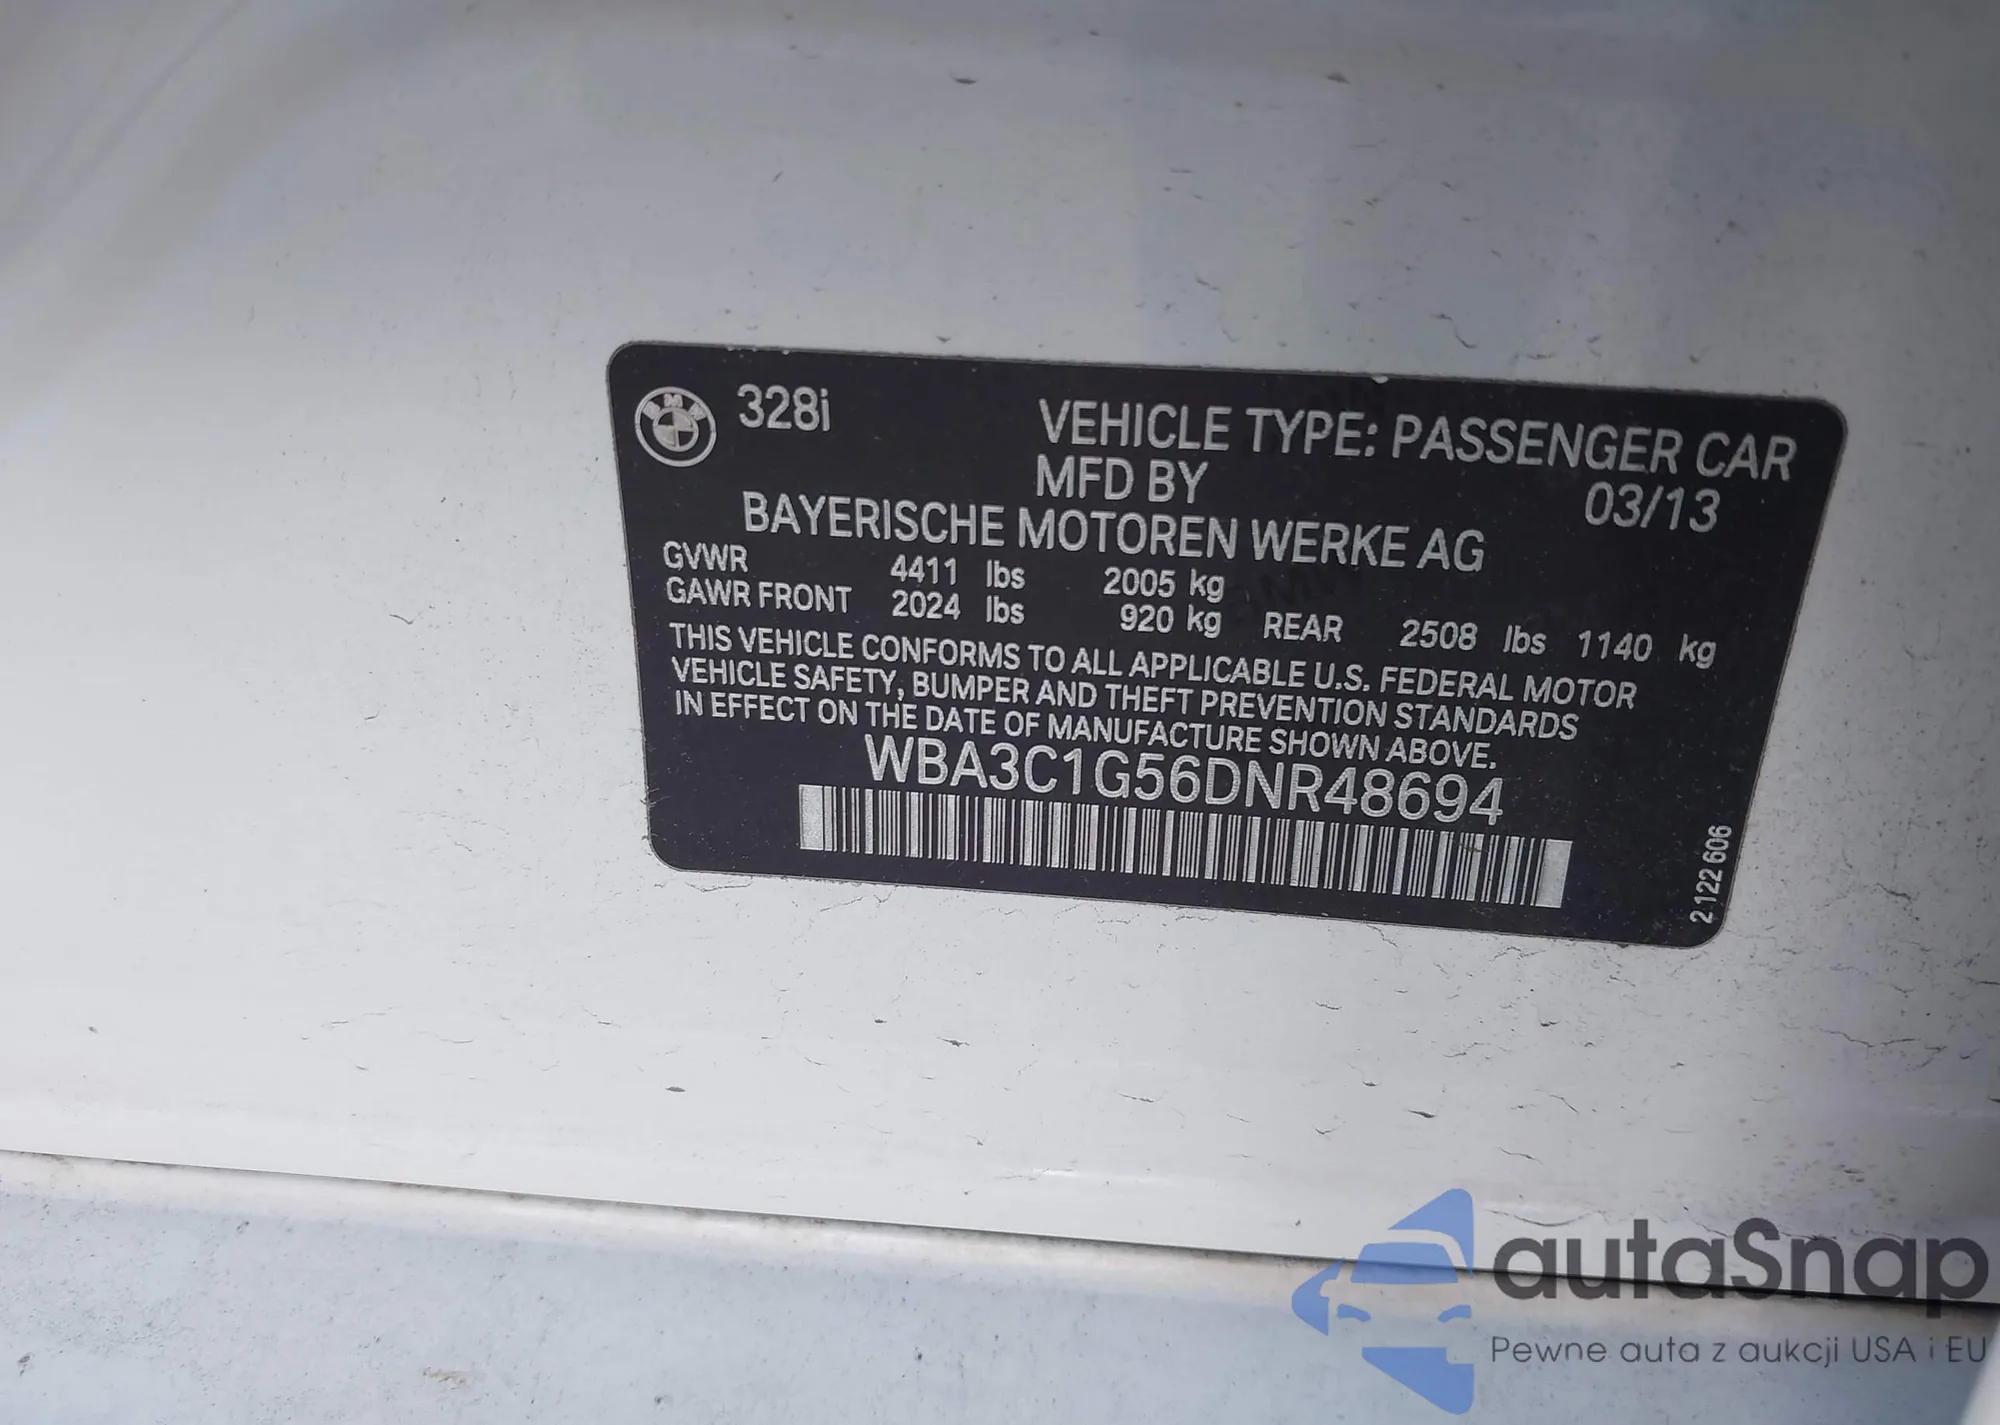 BMW 328i
VEHICLE TYPE: PASSENGER CAR
MFD BY 03/13
BAYERISCHE MOTOREN WERKE AG
GVWR 4411 lbs 2005 kg
GAWR FRONT 2024 lbs 920 kg REAR 2508 lbs 1140 kg
THIS VEHICLE CONFORMS TO ALL APPLICABLE U.S. FEDERAL MOTOR
VEHICLE SAFETY, BUMPER AND THEFT PREVENTION STANDARDS
IN EFFECT ON THE DATE OF MANUFACTURE SHOWN ABOVE.
WBA3C1G56DNR48694
2 122 606
autaSnap
Pewne auta z aukcji USA i EU